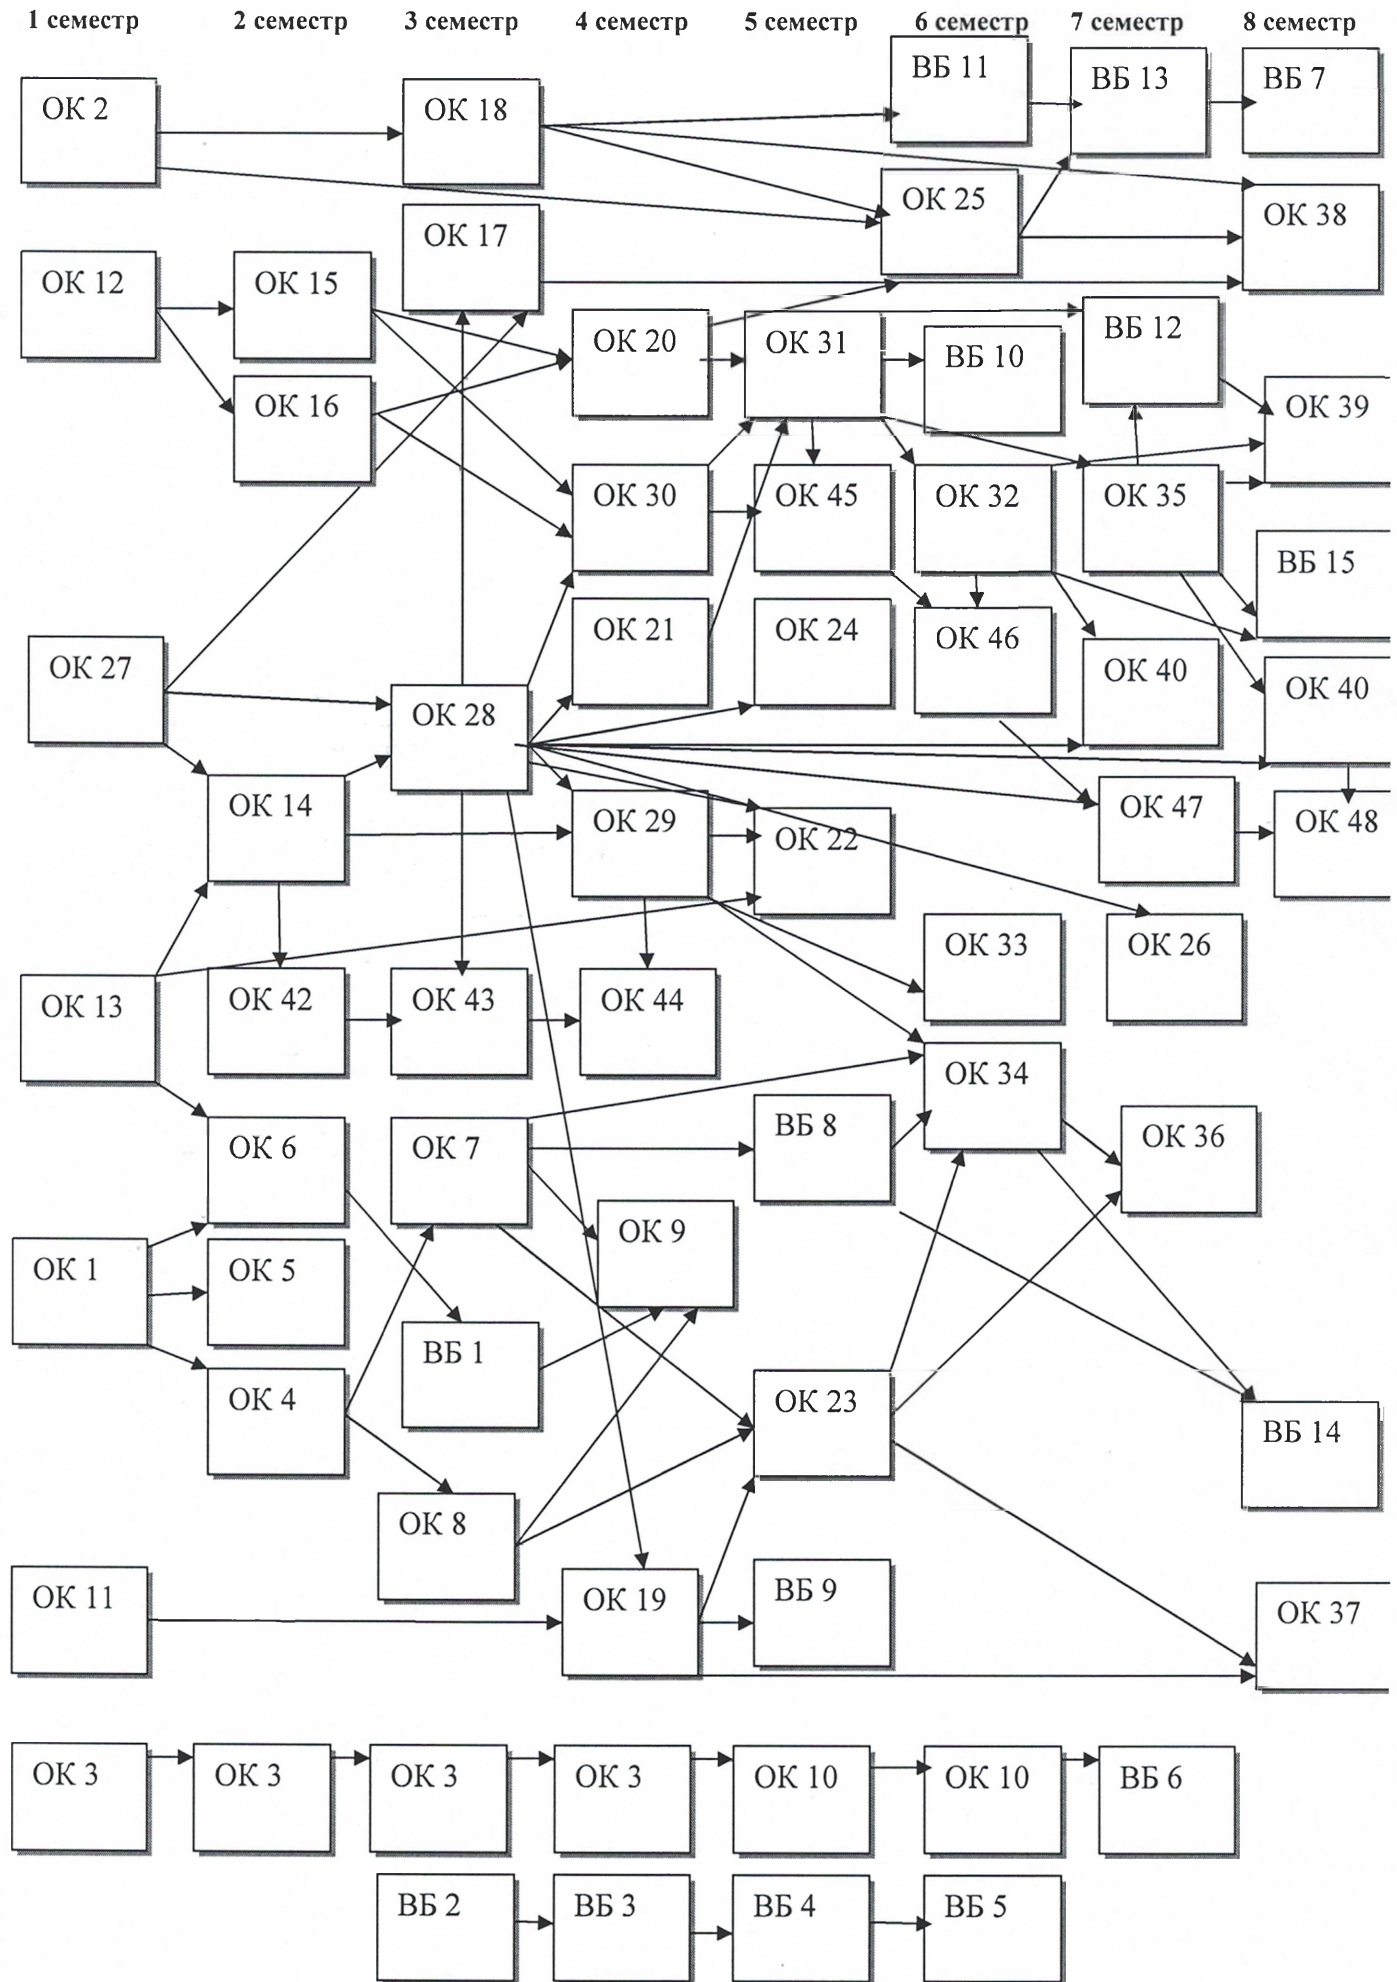 1 семестр 2 семестр 3 семестр 4 семестр 5 семестр 6 семестр 7 семестр 8 семестр
ВБ 11 ВБ 13 ВБ 7
ОК 2 ОК 18
ОК 25 ОК 38
ОК 17
ОК 12 ОК 15
ОК 20 ОК 31 ВБ 10 ВБ 12
ОК 16 ОК 39
ОК 30 ОК 45 ОК 32 ОК 35
ВБ 15
ОК 21 ОК 24 ОК 46
ОК 27 ОК 40 ОК 40
ОК 28
ОК 14 ОК 29 ОК 22 ОК 47 ОК 48
ОК 33 ОК 26
ОК 13 ОК 42 ОК 43 ОК 44
ОК 34
ОК 6 ОК 7 ВБ 8 ОК 36
ОК 9
ОК 1 ОК 5
ВБ 1
ОК 4 ОК 23 ВБ 14
ОК 8
ОК 11 ОК 19 ВБ 9 ОК 37
ОК 3 ОК 3 ОК 3 ОК 3 ОК 10 ОК 10 ВБ 6
ВБ 2 ВБ 3 ВБ 4 ВБ 5